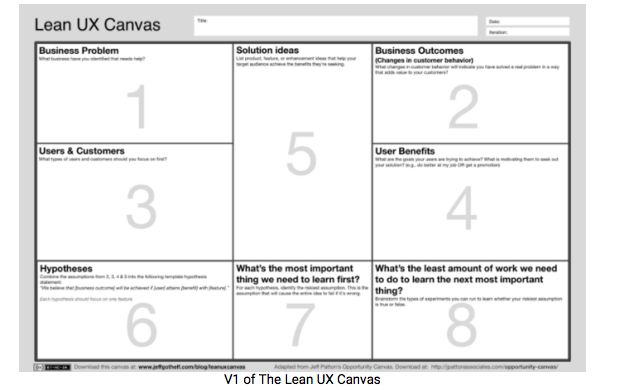 Lean UX Canvas
Title:
Date:
Iteration:
Business Problem
What business have you identified that needs help?
1
Solution ideas
List product, feature, or enhancement ideas that help your
target audience achieve the benefits they're seeking.
5
Business Outcomes
(Changes in customer behavior)
What changes in customer behavior will indicate you have solved a real problem in a way
that adds value to your customers?
2
Users & Customers
What types of users and customers should you focus on first?
3
User Benefits
What are the goals your users are trying to achieve? What is motivating them to seek out
your solution? (e.g., do better at my job OR get a promotion)
4
Hypotheses
Combine the assumptions from 2, 3, 4 & 5 into the following template hypothesis
statement:
"We believe that [business outcome] will be achieved if [user] attains [benefit] with [feature]."
Each hypothesis should focus on one feature.
6
What's the most important
thing we need to learn first?
For each hypothesis, identify the riskiest assumption. This is the
assumption that will cause the entire idea to fail if it's wrong.
7
What's the least amount of work we need
to do to learn the next most important
thing?
Brainstorm the types of experiments you can run to learn whether your riskiest assumption
is true or false.
8
Download this canvas at: www.jeffgothelf.com/blog/leanuxcanvas
Adapted from Jeff Patton's Opportunity Canvas. Download at: http://jpattonassociates.com/opportunity-canvas/
V1 of The Lean UX Canvas